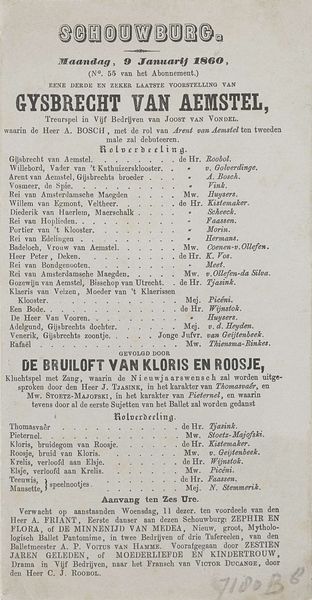 SCHOUWBURG.
Maandag, 9 Januarij 1860,
(No. 55 van het Abonnement.)
EENE DERDE EN ZEKER LAATSTE VOORSTELLING VAN
GYSBRECHT VAN AEMSTEL,
Treurspel in Vijf Bedrijven van JOOST VAN VONDEL.
waarin de Heer A. BOSCH, met de rol van Arent van Aemstel ten tweeden
male zal debuteeren.
Rolverdeeling.
Gijsbrecht van Aemstel. de Hr. Roobol.
Willebord, Vader van 't Kathuizersklooster. „ v. Golverdinge.
Arent van Aemstel, Gijsbrechts broeder „ A. Bosch.
Vosmeer, de Spie. „ Vink.
Rei van Amsterdamsche Maegden Mw. Huysers.
Willem van Egmont, Veltheer. de Hr. Kistemaker.
Diederik van Haerlem, Maerschalk „ Scheeck.
Rei van Hoplieden. „ Faassen.
Portier van 't Klooster. „ Morin.
Rei van Edelingen „ Hermans.
Badeloch, Vrouw van Aemstel. Mw. Coenen-v. Ollefen.
Heer Peter, Deken. de Hr. K. Vos.
Rei van Bondgenooten. „ Meet.
Rei van Amsterdamsche Maegden. Mw. v. Ollefen-da Silva.
Gozewijn van Aemstel, Bisschop van Utrecht. de Hr. Tjasink.
Klaeris van Velzen, Moeder van 't Klaerissen
Klooster. Mej. Picéni.
Een Bode. de Hr. Wijnstok.
De Heer Van Vooren. „ Huysers.
Adelgund, Gijsbrechts dochter. Mej. v. d. Heyden.
Venerik, Gijsbrechts zoontje. Jonge Jufvr. van Geijtenbeek.
Rafael Mw. Thiensma-Rinkes.
GEVOLGD DOOR
DE BRUILOFT VAN KLORIS EN ROOSJE,
Kluchtspel met Zang, waarin de Nieuwjaarswensch zal worden uitge-
sproken door den Heer J. TJASINK, in het karakter van Thomasvaêr, en
Mw. STOETZ-MAJOFSKI, in het karakter van Pieternel, en waarin
tevens door al de eerste Sujetten van het Ballet zal worden gedanst
Rolverdeeling.
Thomasvaêr de Hr. Tjasink.
Pieternel. Mw. Stoetz-Majofski.
Kloris, bruidegom van Roosje. de Hr. Kistemaker.
Roosje, bruid van Kloris. Mw. v. Geijtenbeek.
Krelis, verloofd aan Elsje. de Hr. Wijnstok.
Elsje, verloofd aan Krelis. Mw. Picéni.
Teeuwis, de Hr. Faassen.
speelnootjes
Mansette, Mej. N. Stemmerik.
Aanvang ten Zes Ure.
Verwacht op aanstaanden Woensdag, 11 dezer. ten voordeele van den
Heer A. FRIANT, Eerste danser aan dezen Schouwburg: ZEPHIR EN
FLORA, of DE MINNENIJD VAN MEDEA, Nieuw, groot, Mytholo-
logisch Ballet Pantomime, in twee Bedrijven of drie Tafereelen, van den
Balletmeester A. P. VOITUS VAN HAMME. Voorafgegaan door ZESTIEN
JAREN GELEDEN, of MOEDERLIEFDE EN KINDERTROUW,
Drama in Vijf Bedrijven, naar het Fransch van VICTOR DUCANGE, door
den Heer C. J. ROOBOL.